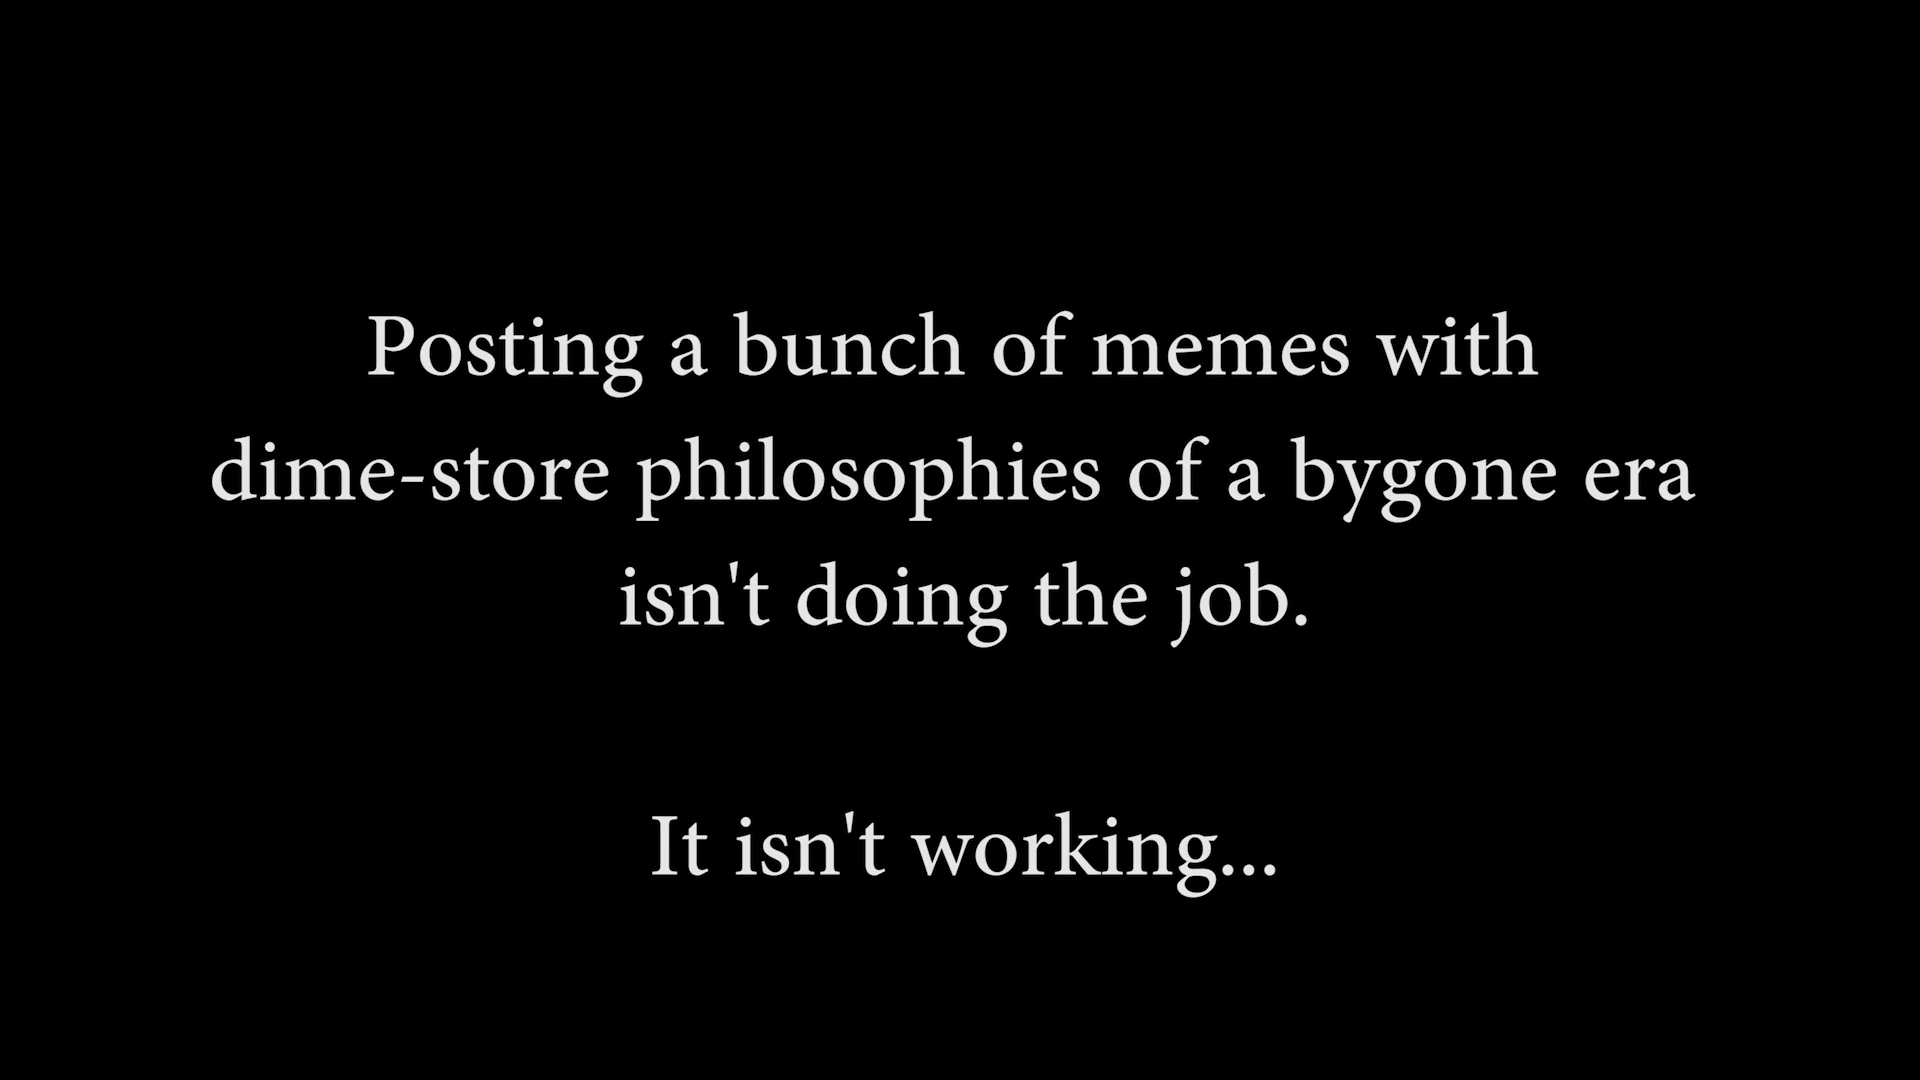 Posting a bunch of memes with
dime-store philosophies of a bygone era
isn't doing the job.
It isn't working...